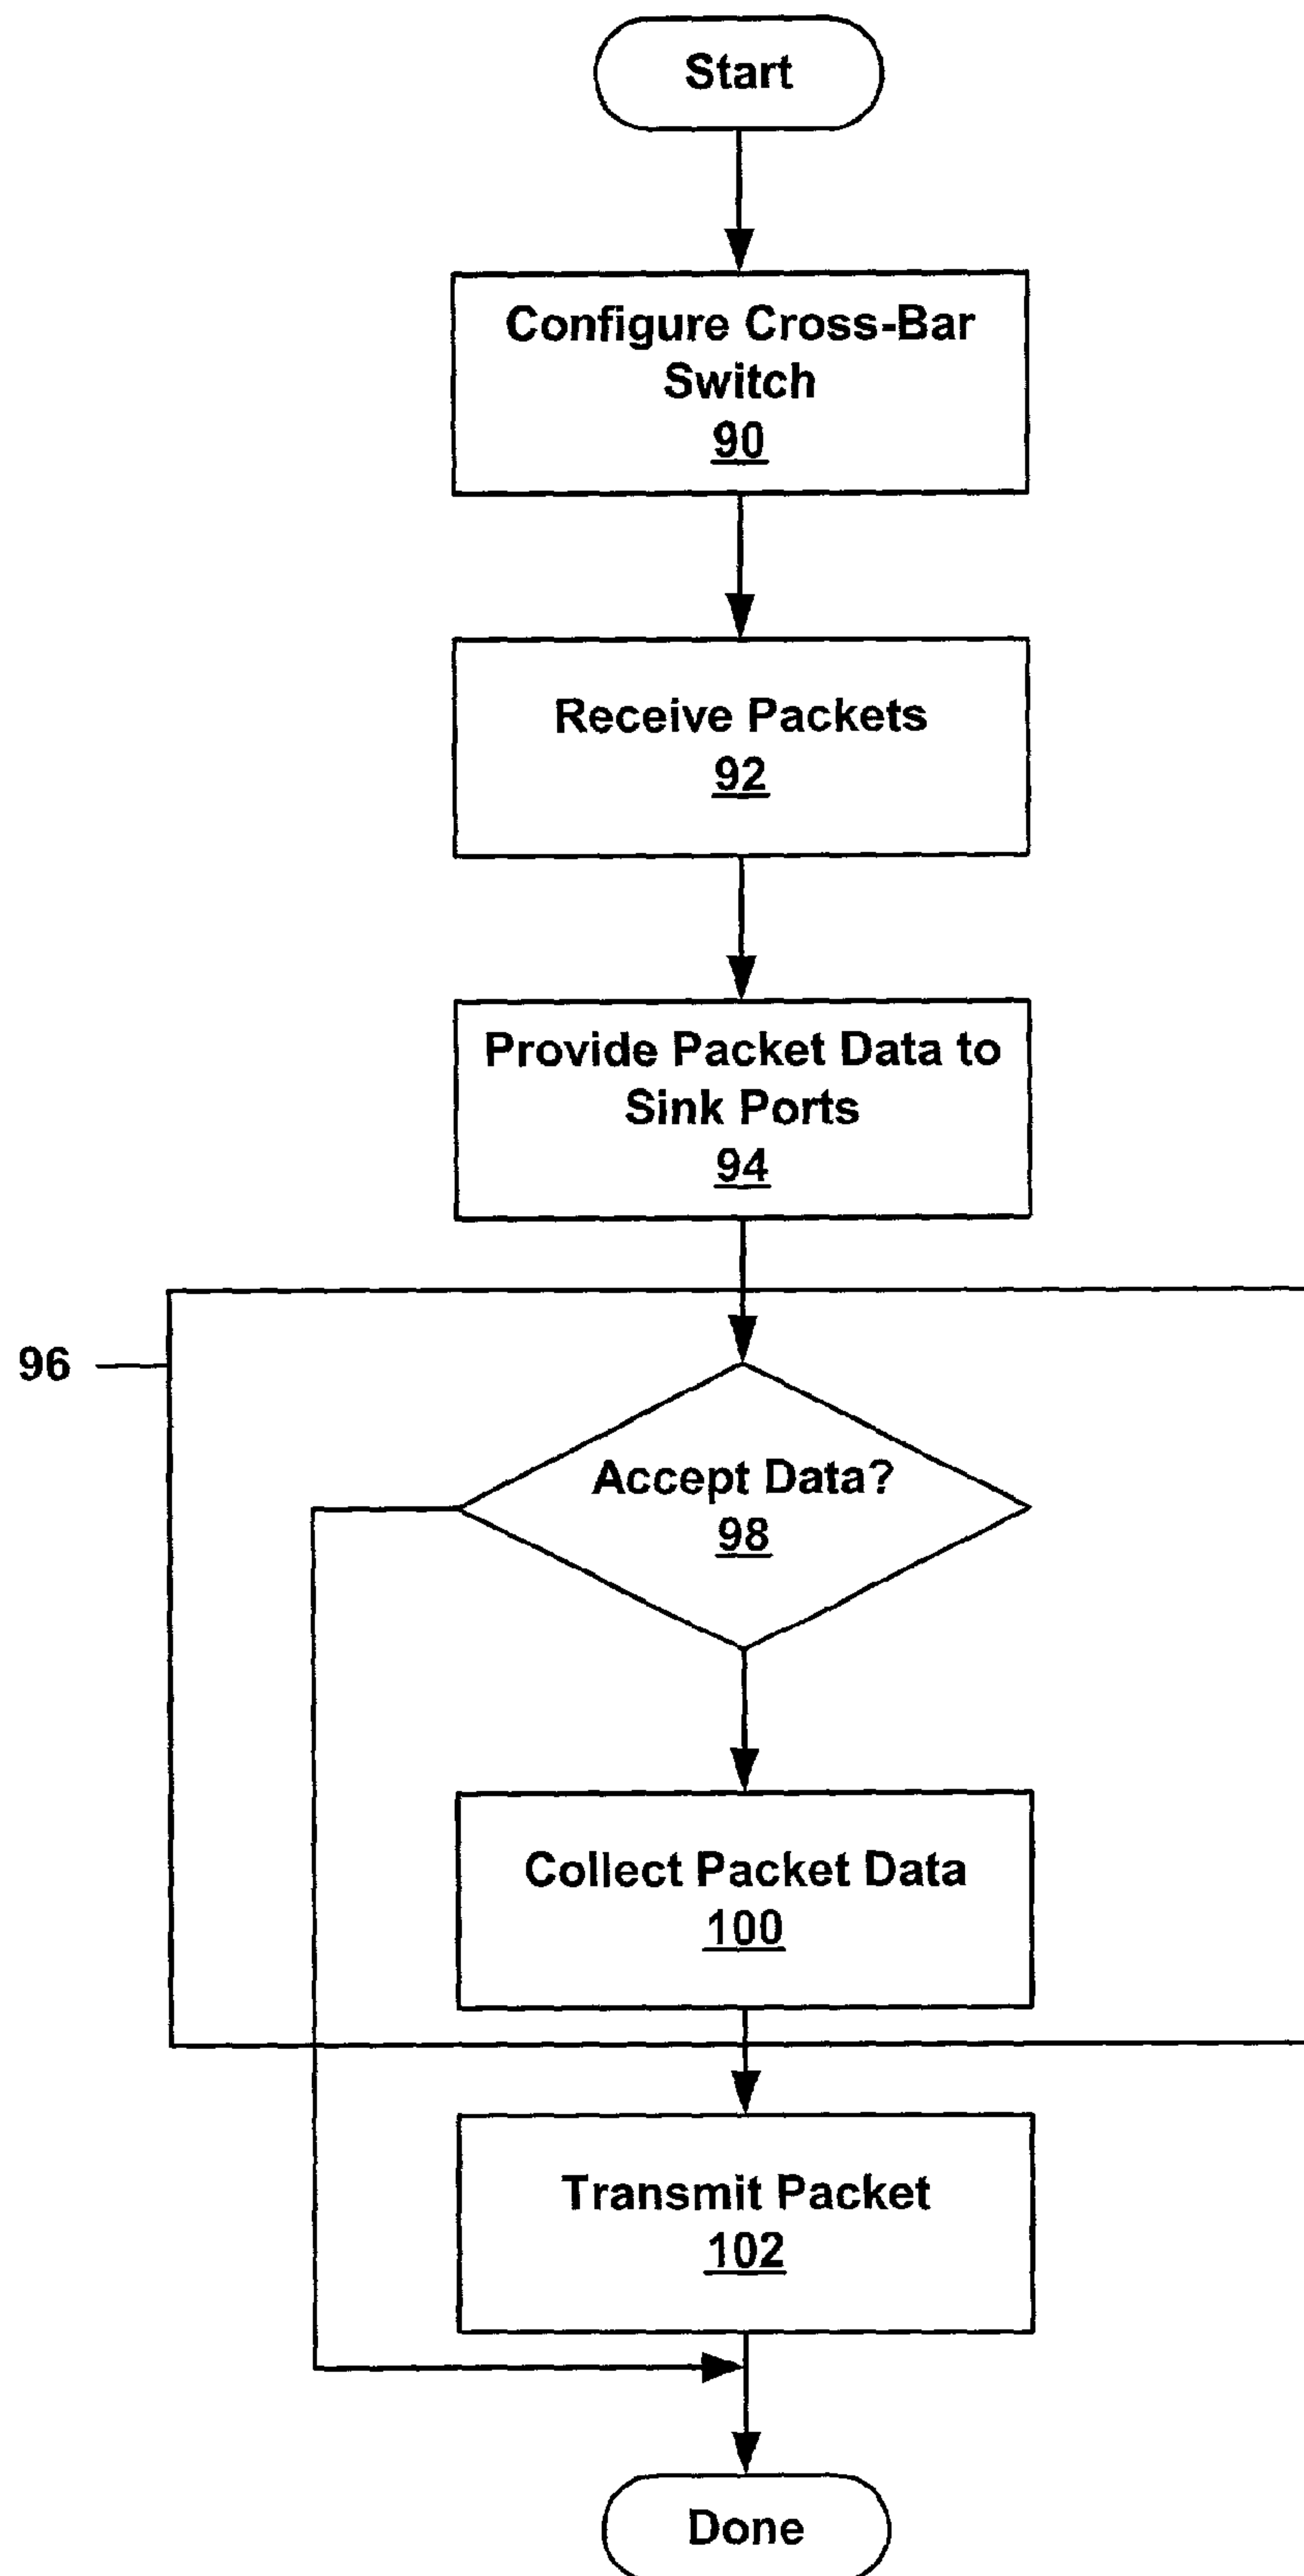 Start
Configure Cross-Bar
Switch
90
Receive Packets
92
Provide Packet Data to
Sink Ports
94
96
Accept Data?
98
Collect Packet Data
100
Transmit Packet
102
Done